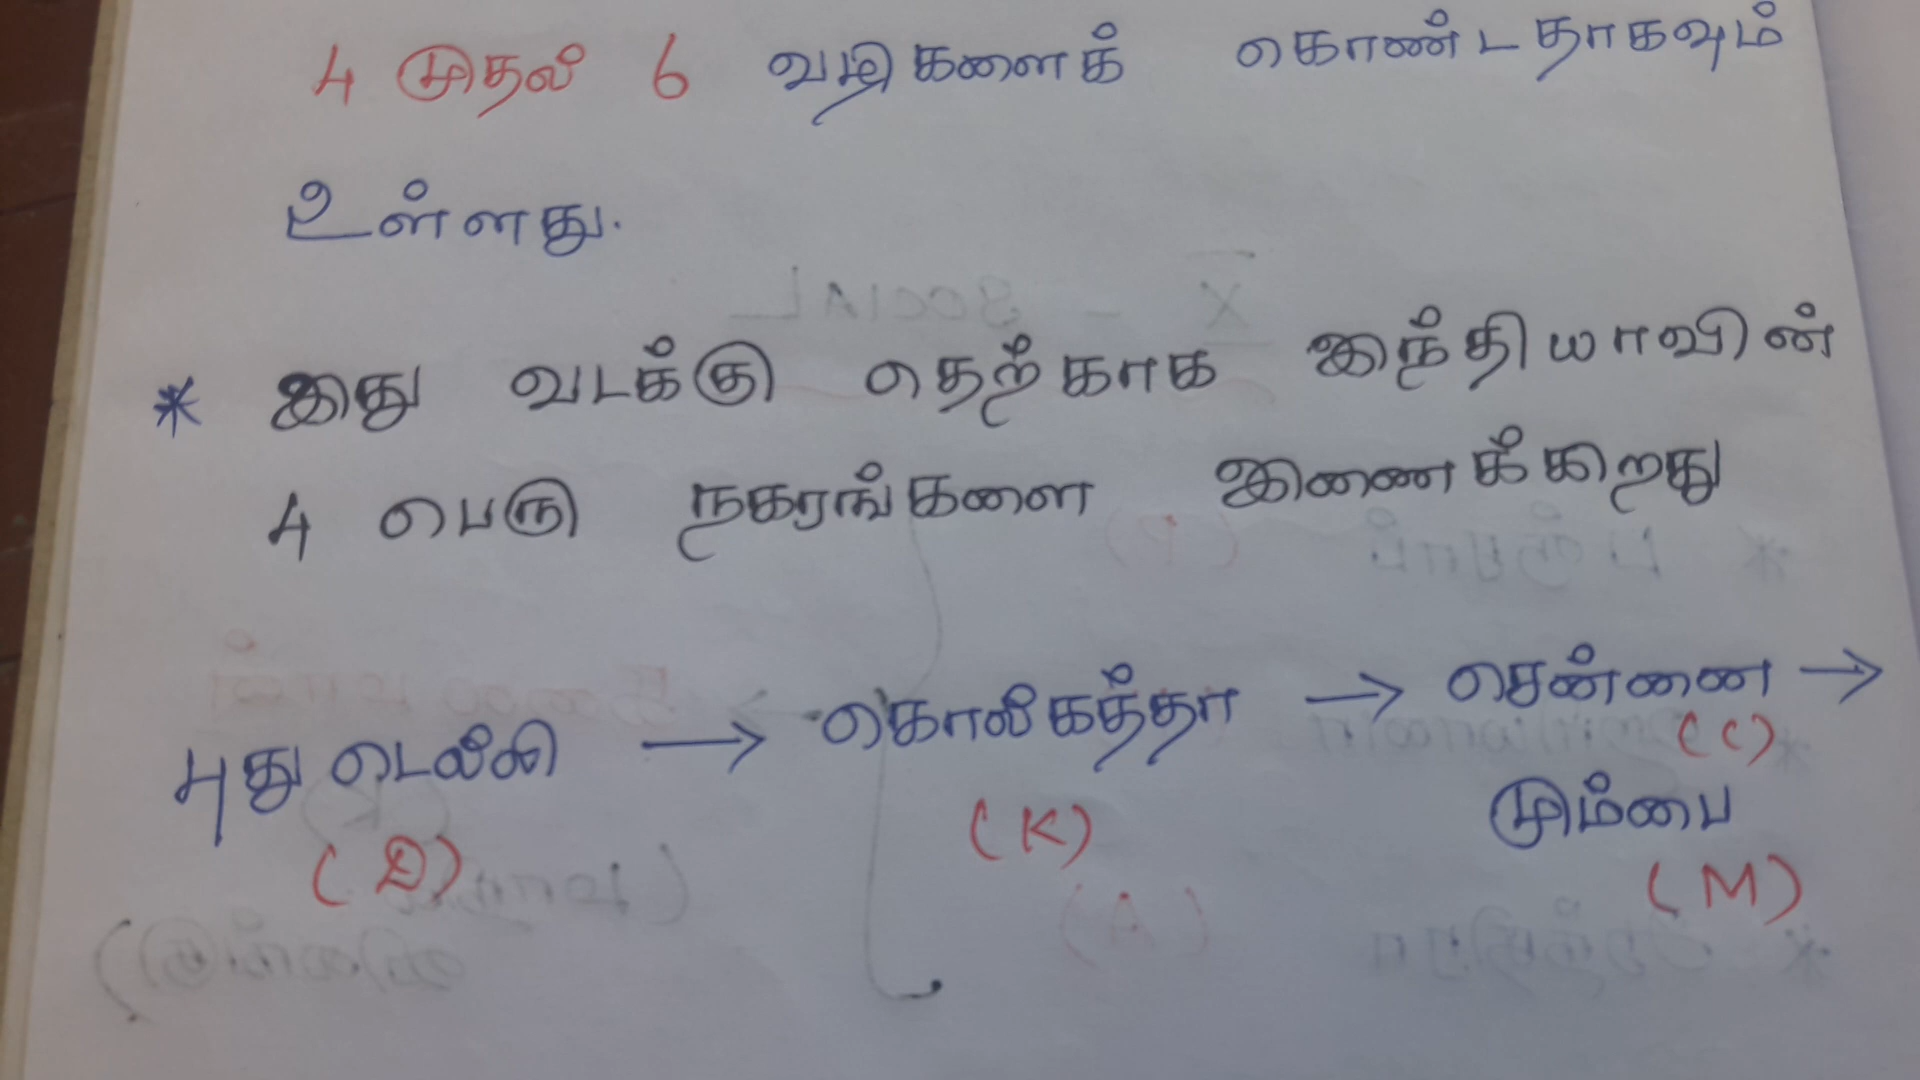 4 முதல் 6 வழிகளைக் கொண்டதாகவும்
உள்ளது.
* இது வடக்கு தெற்காக இந்தியாவின்
4 பெரு நகரங்களை இணைக்கிறது
புது டெல்லி → கொல்கத்தா → சென்னை →
(D) (K) (C)
மும்பை
(M)